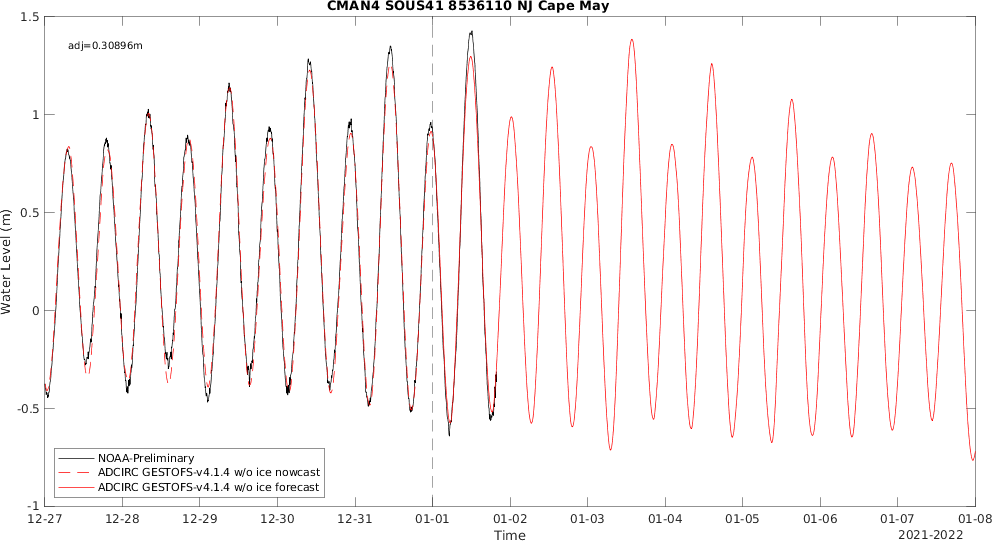 CMAN4 SOUS41 8536110 NJ Cape May
adj=0.30896m
1.5
1
0.5
0
-0.5
-1
Water Level (m)
NOAA-Preliminary
ADCIRC GESTOFS-v4.1.4 w/o ice nowcast
ADCIRC GESTOFS-v4.1.4 w/o ice forecast
12-27 12-28 12-29 12-30 12-31 01-01 01-02 01-03 01-04 01-05 01-06 01-07 01-08
Time
2021-2022